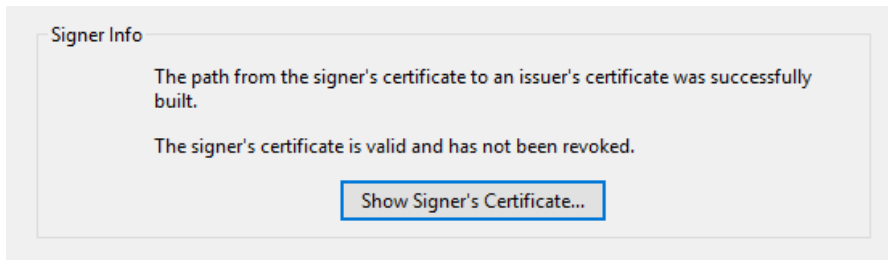 Signer Info
The path from the signer's certificate to an issuer's certificate was successfully
built.
The signer's certificate is valid and has not been revoked.
Show Signer's Certificate...